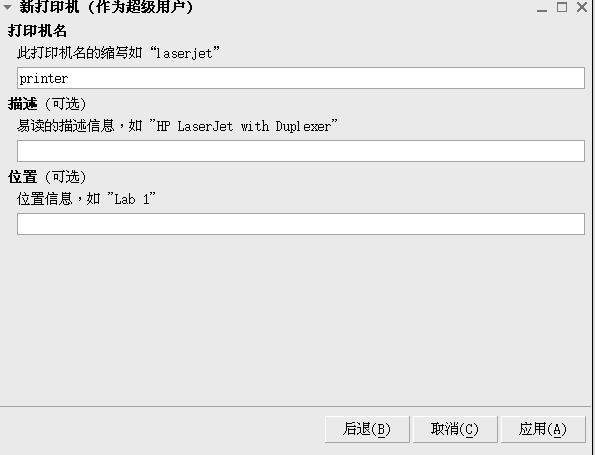 新打印机 (作为超级用户)
打印机名
此打印机名的缩写如 “laserjet”
printer
描述 (可选)
易读的描述信息，如 "HP LaserJet with Duplexer"
位置 (可选)
位置信息，如 "Lab 1"
后退(B) 取消(C) 应用(A)